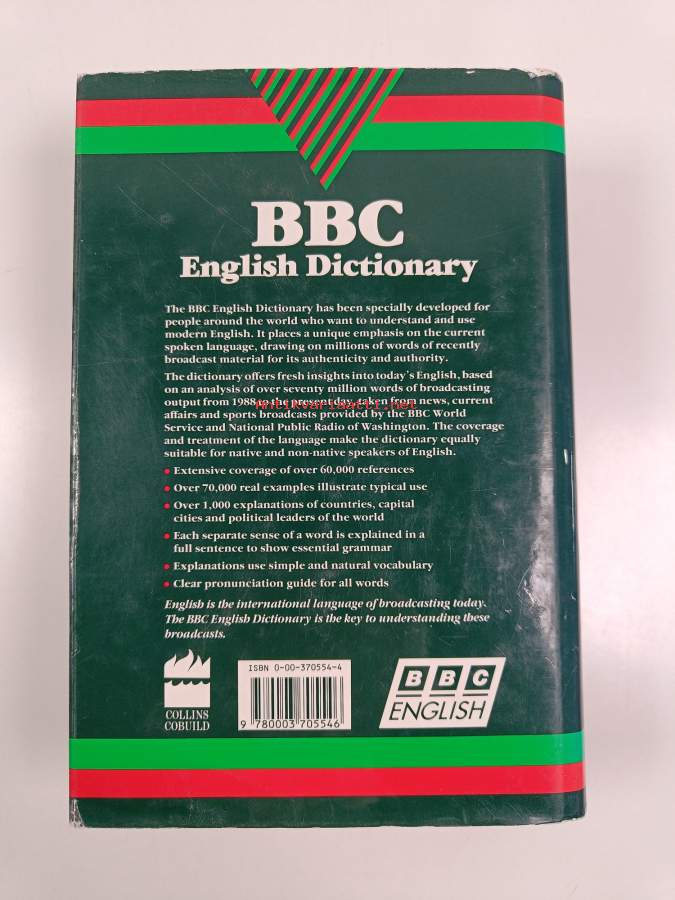 BBC
English Dictionary
The BBC English Dictionary has been specially developed for
people around the world who want to understand and use
modern English. It places a unique emphasis on the current
spoken language, drawing on millions of words of recently
broadcast material for its authenticity and authority.
The dictionary offers fresh insights into today's English, based
on an analysis of over seventy million words of broadcasting
output from 1988 to the present day, taken from news, current
Antikvariaatti.net
affairs and sports broadcasts provided by the BBC World
Service and National Public Radio of Washington. The coverage
and treatment of the language make the dictionary equally
suitable for native and non-native speakers of English.
• Extensive coverage of over 60,000 references
• Over 70,000 real examples illustrate typical use
• Over 1,000 explanations of countries, capital
cities and political leaders of the world
• Each separate sense of a word is explained in a
full sentence to show essential grammar
• Explanations use simple and natural vocabulary
• Clear pronunciation guide for all words
English is the international language of broadcasting today.
The BBC English Dictionary is the key to understanding these
broadcasts.
COLLINS
COBUILD
ISBN 0-00-370554-4
9 780003 705546
BBC
ENGLISH